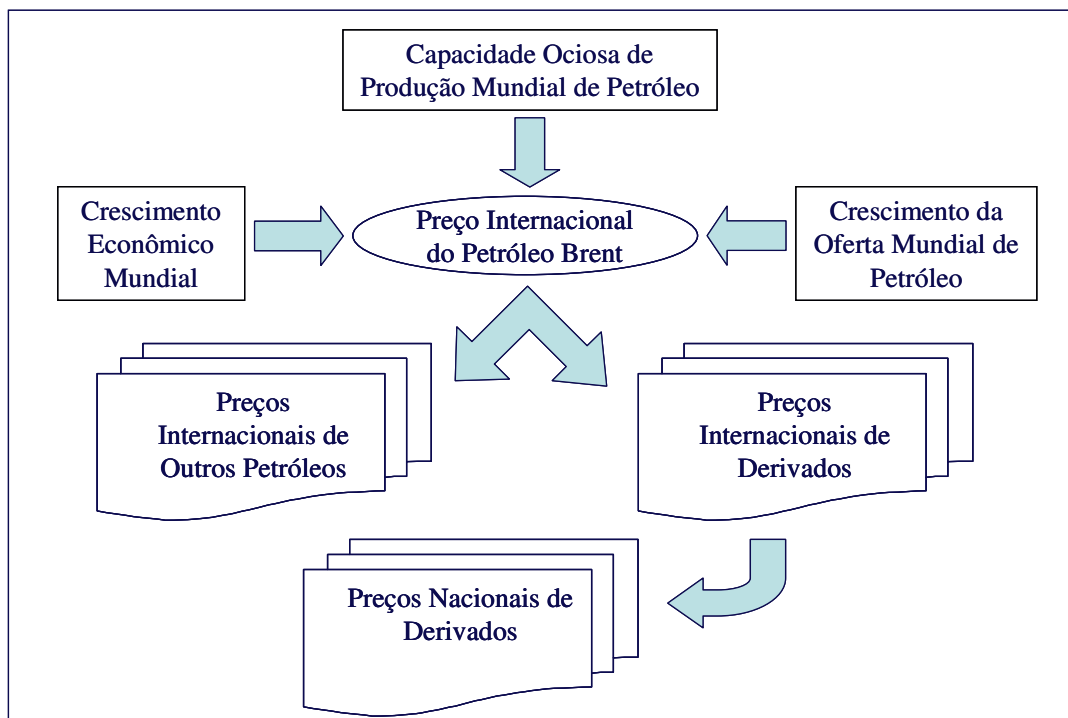 Capacidade Ociosa de
Produção Mundial de Petróleo
Crescimento
Econômico
Mundial
Preço Internacional
do Petróleo Brent
Crescimento da
Oferta Mundial de
Petróleo
Preços
Internacionais de
Outros Petróleos
Preços
Internacionais de
Derivados
Preços Nacionais de
Derivados